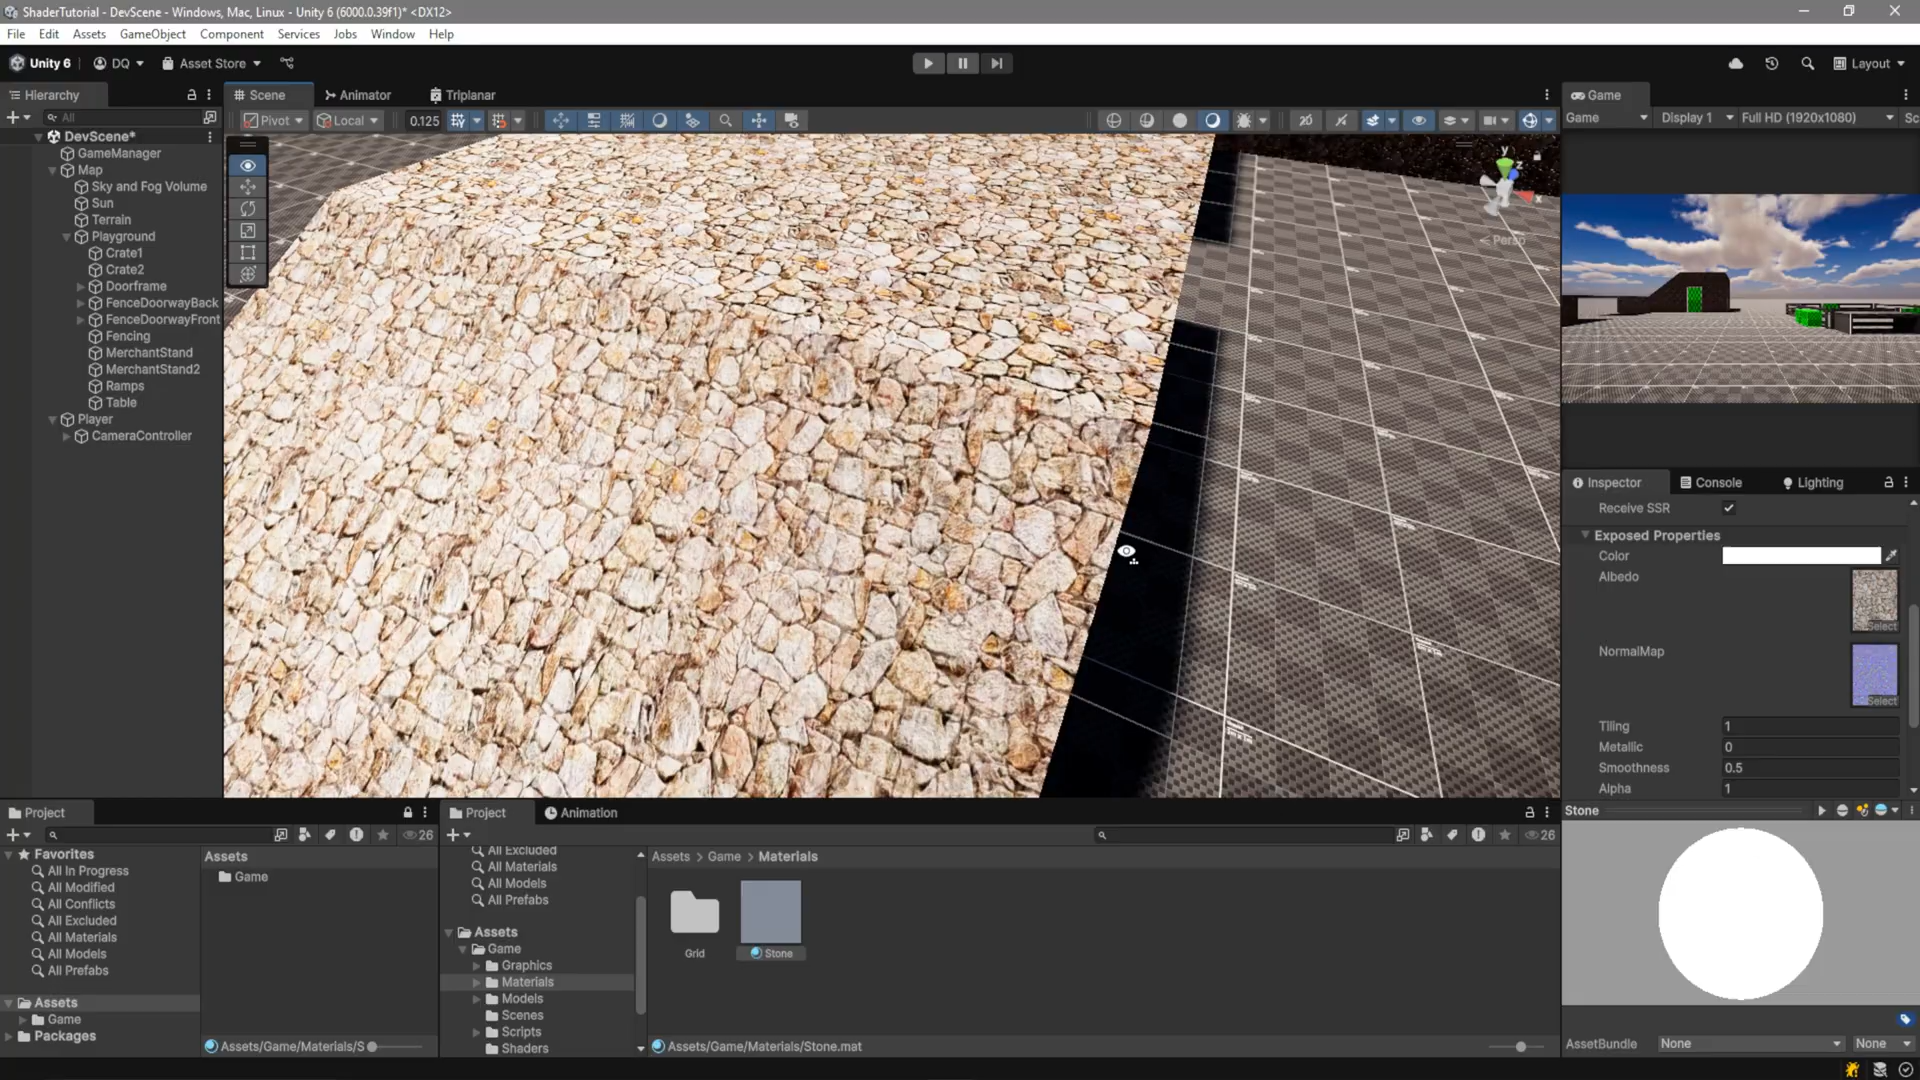 ShaderTutorial - DevScene - Windows, Mac, Linux - Unity 6 (6000.0.39f1)* <DX12>
File Edit Assets GameObject Component Services Jobs Window Help
Unity 6 DQ Asset Store Layout
Hierarchy
All
DevScene*
GameManager
Map
Sky and Fog Volume
Sun
Terrain
Playground
Crate1
Crate2
Doorframe
FenceDoorwayBack
FenceDoorwayFront
Fencing
MerchantStand
MerchantStand2
Ramps
Table
Player
CameraController
Scene Animator Triplanar
Pivot Local 0.125 2D
y
z
x
Persp
Game
Game Display 1 Full HD (1920x1080) Sc
Inspector Console Lighting
Receive SSR
Exposed Properties
Color
Albedo
Select
NormalMap
Select
Tiling 1
Metallic 0
Smoothness 0.5
Alpha 1
Stone
AssetBundle None None
Project
26
Favorites
All In Progress
All Modified
All Conflicts
All Excluded
All Materials
All Models
All Prefabs
Assets
Game
Packages
Assets
Game
Assets/Game/Materials/S
Project Animation
26
All Excluded
All Materials
All Models
All Prefabs
Assets
Game
Graphics
Materials
Models
Scenes
Scripts
Shaders
Assets > Game > Materials
Grid
Stone
Assets/Game/Materials/Stone.mat